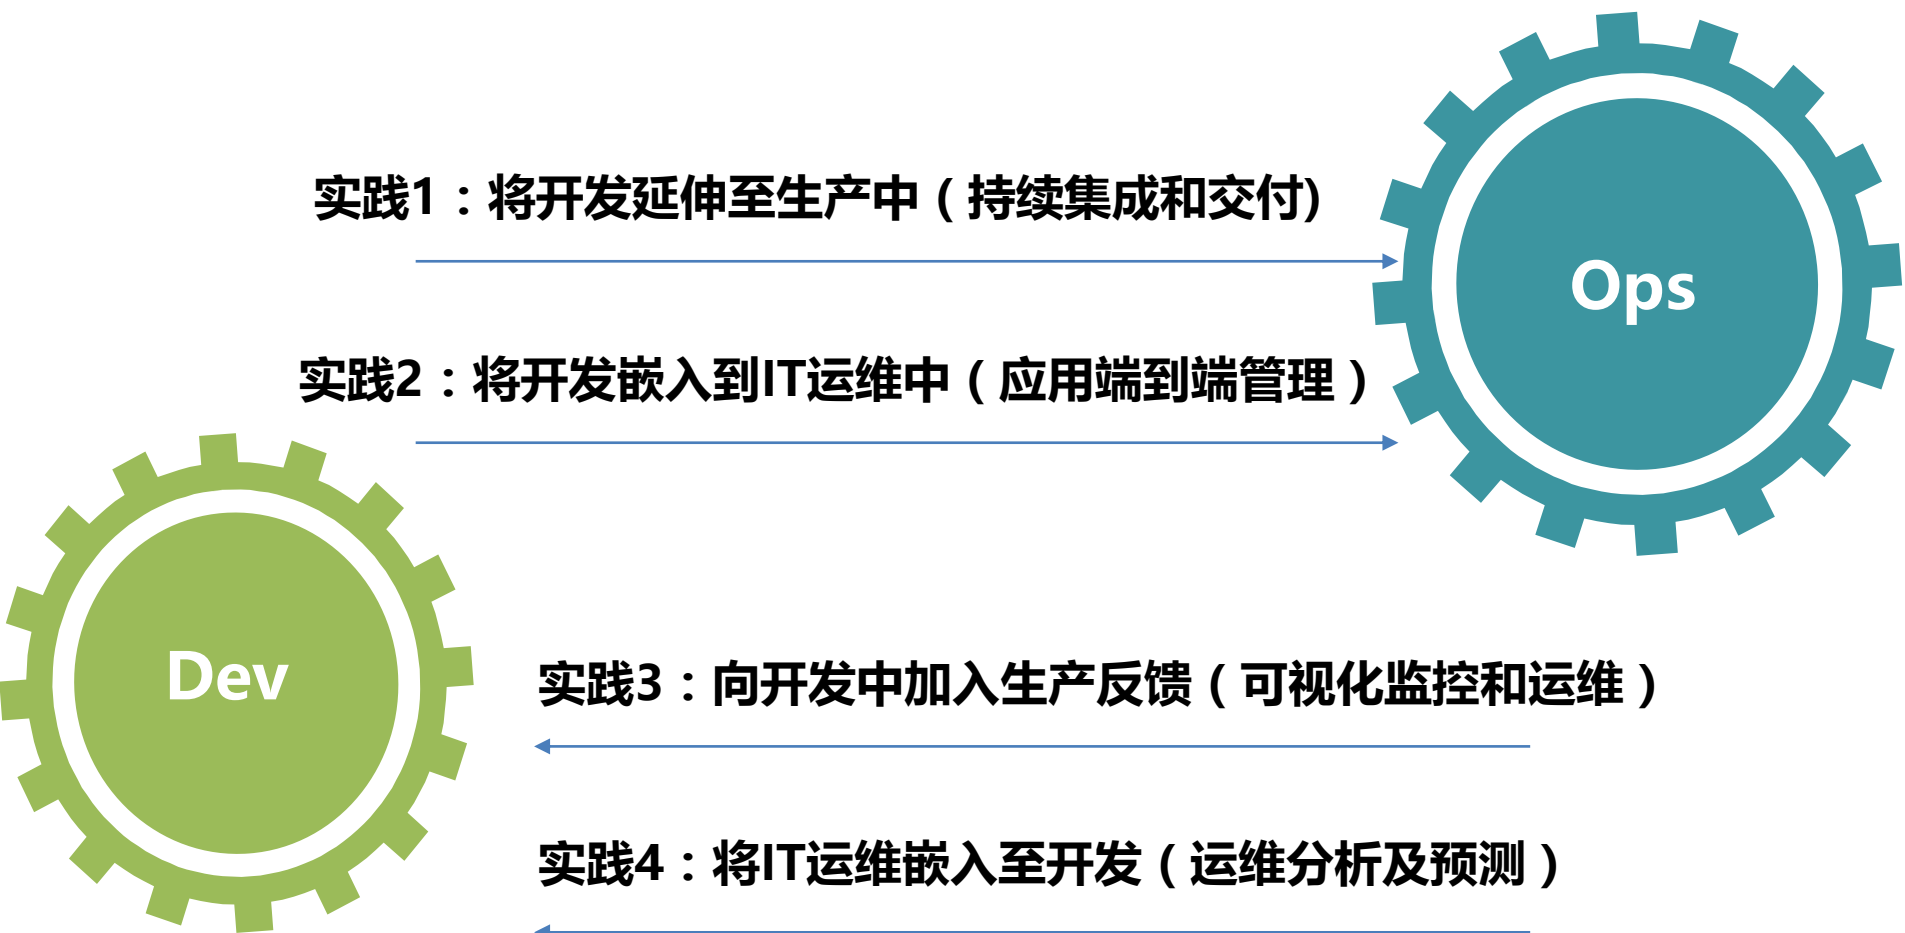 实践1：将开发延伸至生产中（持续集成和交付)
Ops
实践2：将开发嵌入到IT运维中（应用端到端管理）
Dev
实践3：向开发中加入生产反馈（可视化监控和运维）
实践4：将IT运维嵌入至开发（运维分析及预测）